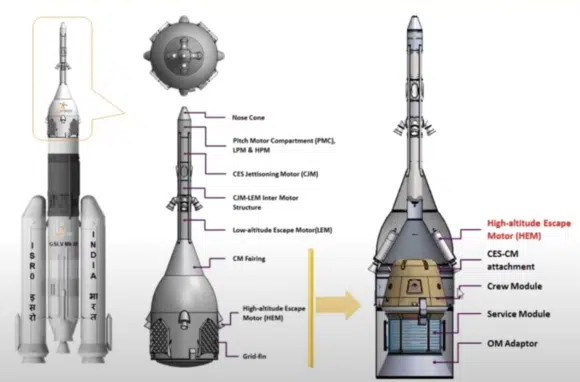 Nose Cone
Pitch Motor Compartment (PMC),
LPM & HPM
CES Jettisoning Motor (CJM)
CJM-LEM Inter Motor
Structure
Low-altitude Escape Motor(LEM)
CM Fairing
High-altitude Escape
Motor (HEM)
Grid-fin
High-altitude Escape
Motor (HEM)
CES-CM
attachment
Crew Module
Service Module
OM Adaptor
ISRO इसरो
INDIA भारत